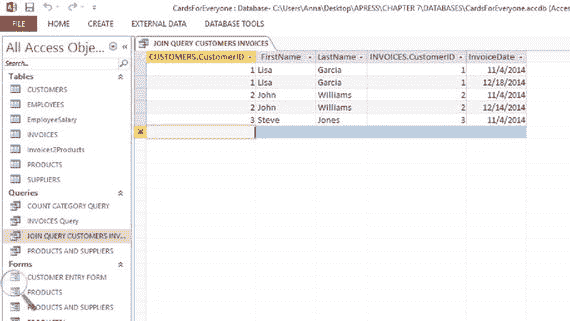 CardsForEveryone : Database- C:\Users\Anna\Desktop\APRESS\CHAPTER 7\DATABASES\CardsForEveryone.accdb (Access
FILE HOME CREATE EXTERNAL DATA DATABASE TOOLS
All Access Obje...
Search...
Tables
CUSTOMERS
EMPLOYEES
EmployeeSalary
INVOICES
Invoices2Products
PRODUCTS
SUPPLIERS
Queries
COUNT CATEGORY QUERY
INVOICES Query
JOIN QUERY CUSTOMERS INV...
PRODUCTS AND SUPPLIERS
Forms
CUSTOMER ENTRY FORM
PRODUCTS
PRODUCTS AND SUPPLIERS
JOIN QUERY CUSTOMERS INVOICES
CUSTOMERS.CustomerID FirstName LastName INVOICES.CustomerID InvoiceDate
1 Lisa Garcia 1 11/4/2014
1 Lisa Garcia 1 12/18/2014
2 John Williams 2 11/4/2014
2 John Williams 2 12/14/2014
3 Steve Jones 3 11/4/2014